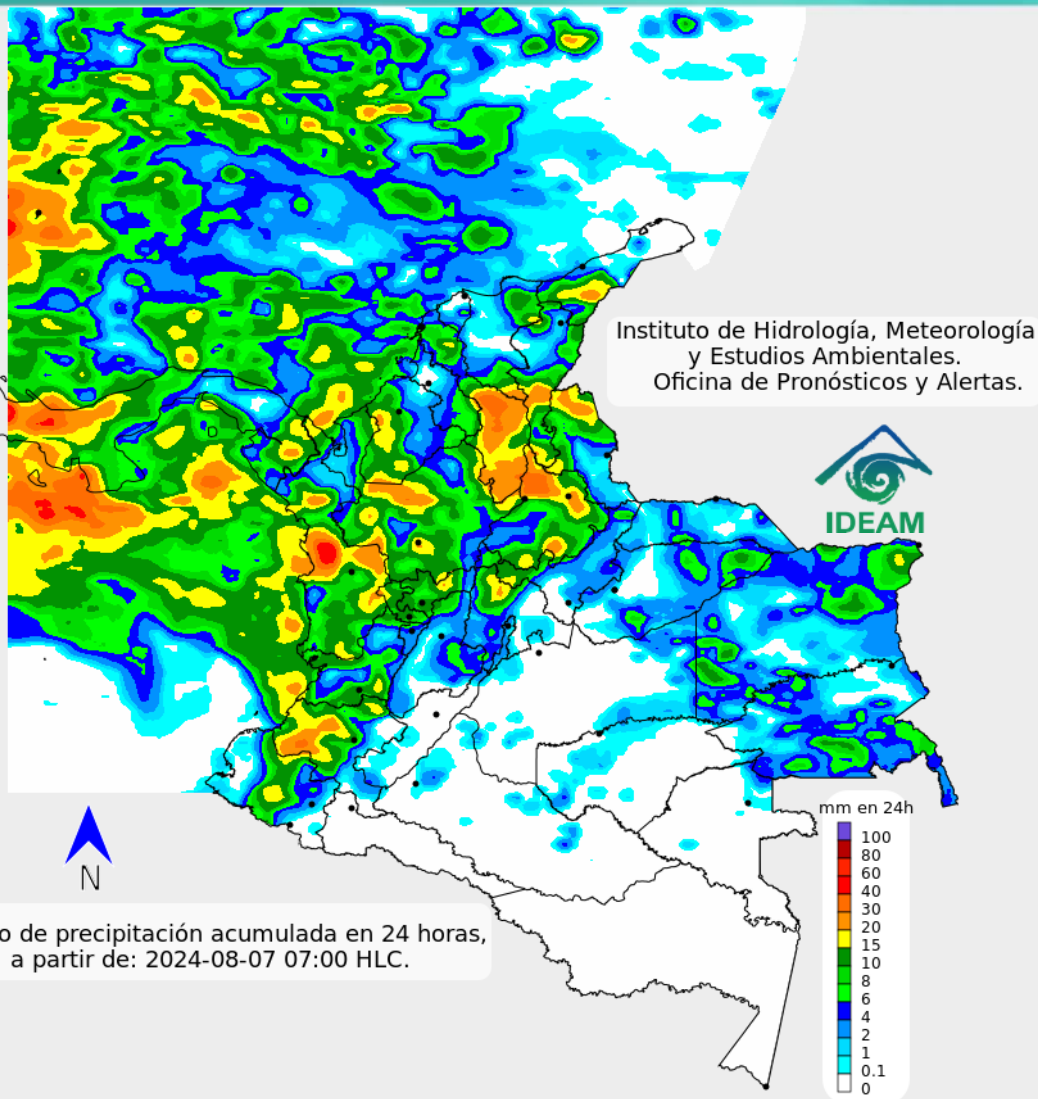 Instituto de Hidrología, Meteorología
y Estudios Ambientales.
Oficina de Pronósticos y Alertas.
IDEAM
N
o de precipitación acumulada en 24 horas,
a partir de: 2024-08-07 07:00 HLC.
mm en 24h
100
80
60
40
30
20
15
10
8
6
4
2
1
0.1
0